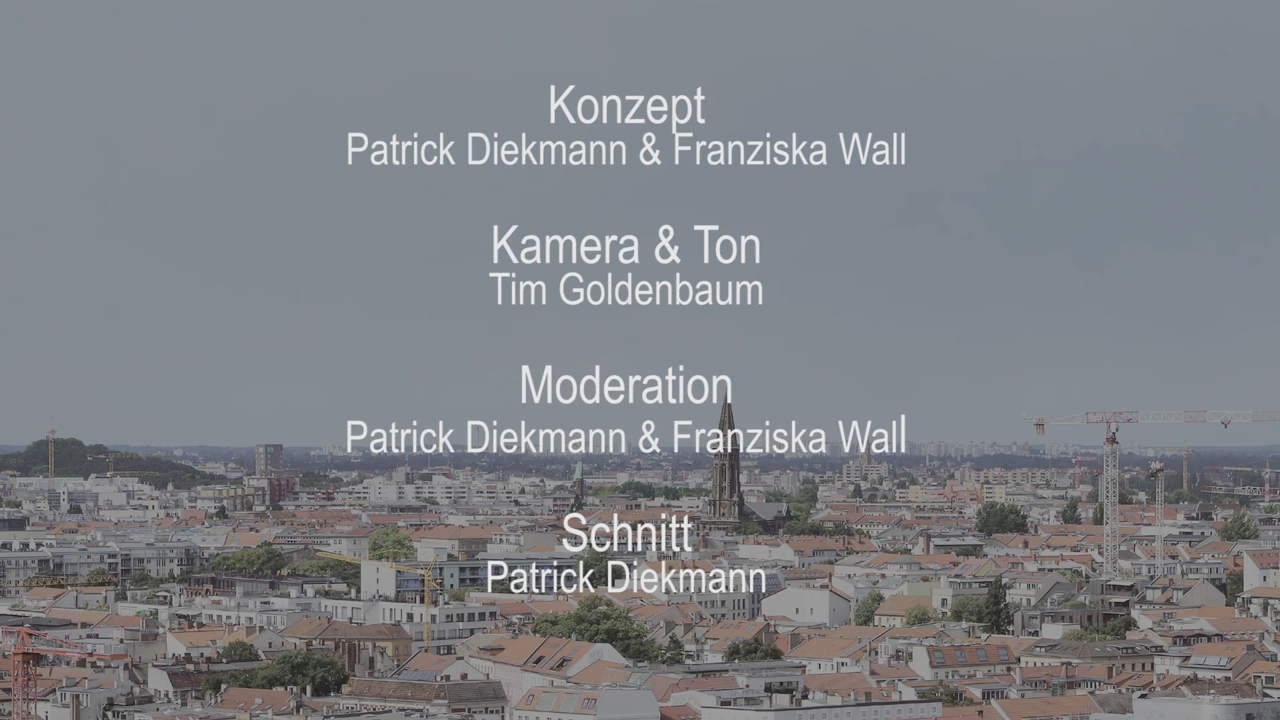 Konzept
Patrick Diekmann & Franziska Wall
Kamera & Ton
Tim Goldenbaum
Moderation
Patrick Diekmann & Franziska Wall
Schnitt
Patrick Diekmann